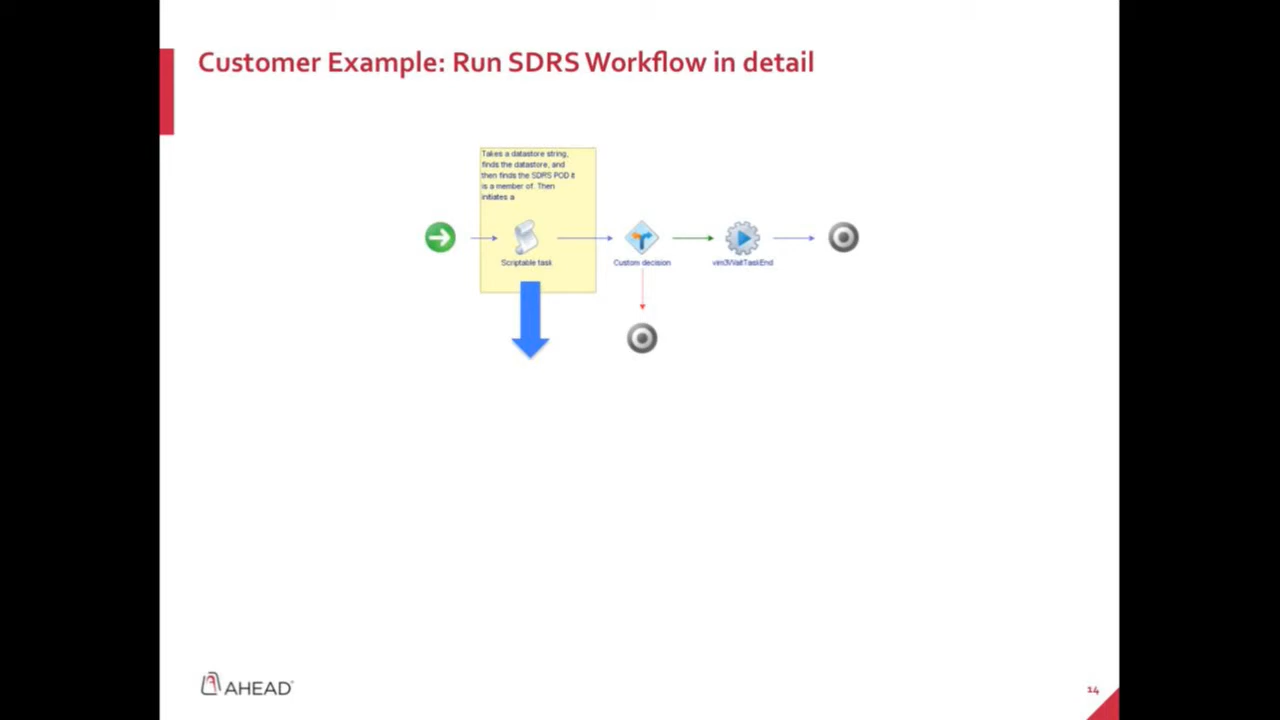 Customer Example: Run SDRS Workflow in detail
Takes a datastore string,
finds the datastore, and
then finds the SDRS POD it
is a member of. Then
initiates a
Scriptable task
Custom decision
vim3WaitTaskEnd
AHEAD
14